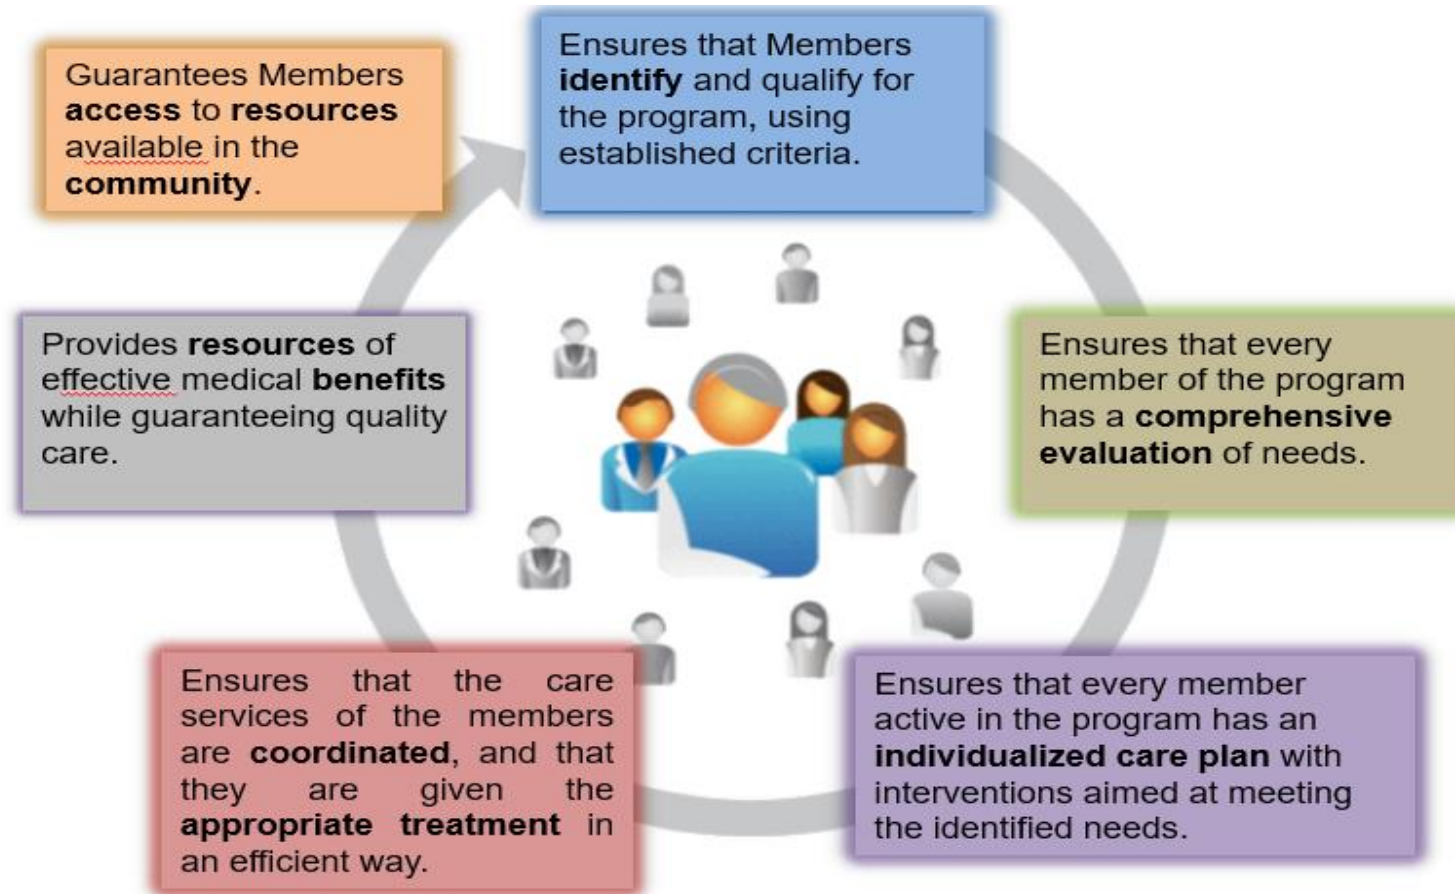 Guarantees Members
access to resources
available in the
community.
Ensures that Members
identify and qualify for
the program, using
established criteria.
Provides resources of
effective medical benefits
while guaranteeing quality
care.
Ensures that every
member of the program
has a comprehensive
evaluation of needs.
Ensures that the care
services of the members
are coordinated, and that
they are given the
appropriate treatment in
an efficient way.
Ensures that every member
active in the program has an
individualized care plan with
interventions aimed at meeting
the identified needs.